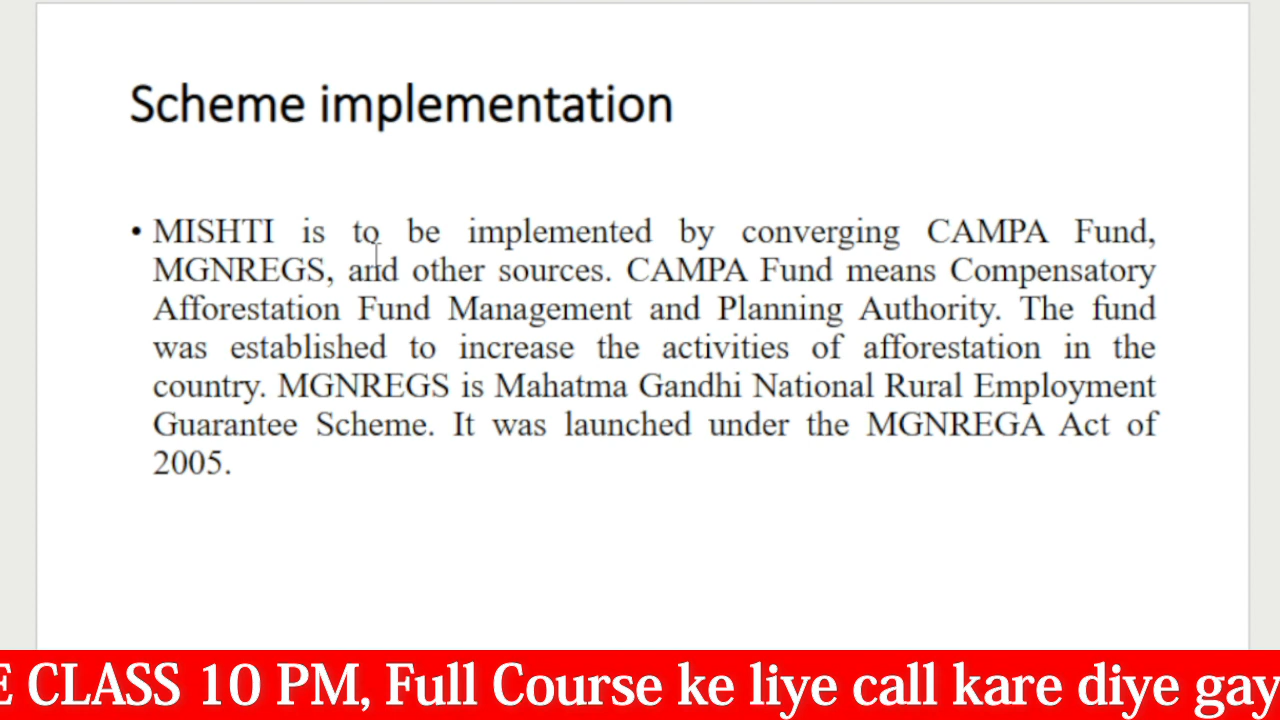 Scheme implementation
• MISHTI is to be implemented by converging CAMPA Fund,
MGNREGS, and other sources. CAMPA Fund means Compensatory
Afforestation Fund Management and Planning Authority. The fund
was established to increase the activities of afforestation in the
country. MGNREGS is Mahatma Gandhi National Rural Employment
Guarantee Scheme. It was launched under the MGNREGA Act of
2005.
E CLASS 10 PM, Full Course ke liye call kare diye gay